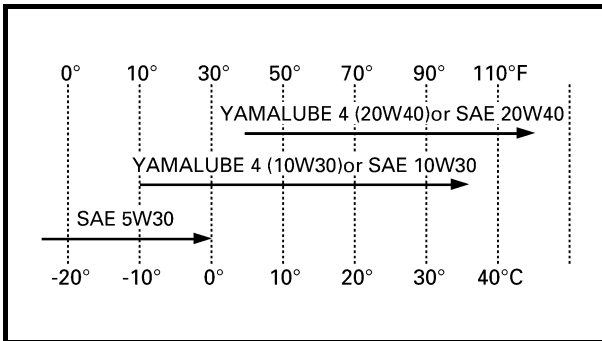 0° 10° 30° 50° 70° 90° 110°F
YAMALUBE 4 (20W40)or SAE 20W40
YAMALUBE 4 (10W30)or SAE 10W30
SAE 5W30
-20° -10° 0° 10° 20° 30° 40°C